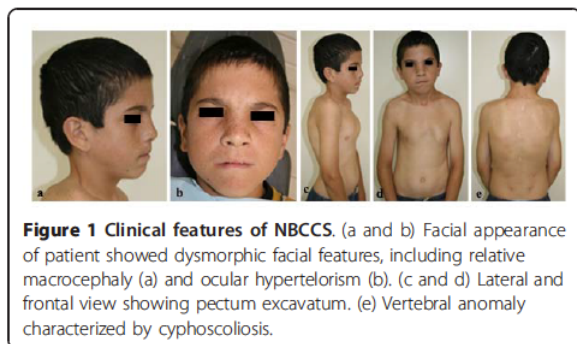 a
b
c
d
e
Figure 1 Clinical features of NBCCS. (a and b) Facial appearance
of patient showed dysmorphic facial features, including relative
macrocephaly (a) and ocular hypertelorism (b). (c and d) Lateral and
frontal view showing pectum excavatum. (e) Vertebral anomaly
characterized by cyphoscoliosis.